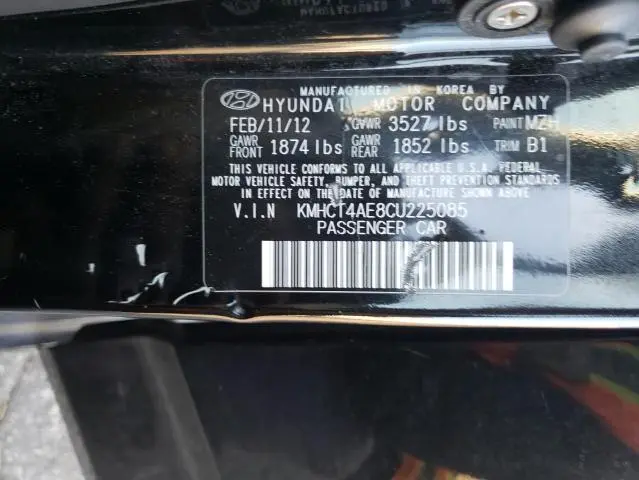 MANUFACTURED IN KOREA BY
HYUNDAI MOTOR COMPANY
FEB/11/12 GVWR 3527 lbs PAINT MZH
GAWR FRONT 1874 lbs GAWR REAR 1852 lbs TRIM B1
THIS VEHICLE CONFORMS TO ALL APPLICABLE U.S.A. FEDERAL
MOTOR VEHICLE SAFETY, BUMPER, AND THEFT PREVENTION STANDARDS
IN EFFECT ON THE DATE OF MANUFACTURE SHOWN ABOVE
V.I.N KMHCT4AE8CU225085
PASSENGER CAR